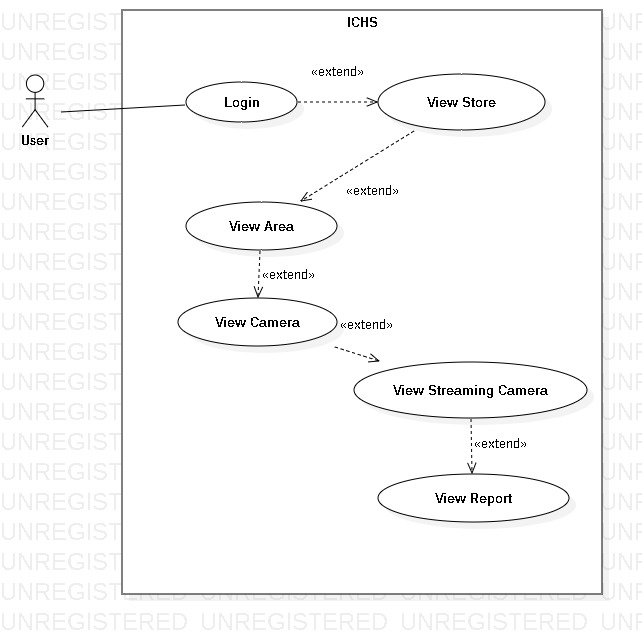 ICHS
«extend»
Login
View Store
User
«extend»
View Area
«extend»
View Camera
«extend»
View Streaming Camera
«extend»
View Report
UNREGISTERED UNREGISTERED UNREGISTERED UN